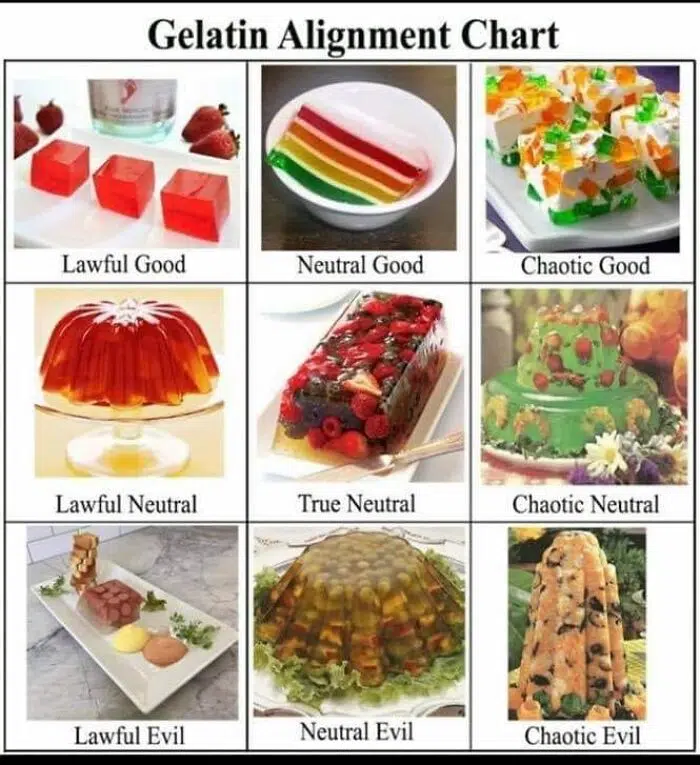 Gelatin Alignment Chart
Lawful Good
Neutral Good
Chaotic Good
Lawful Neutral
True Neutral
Chaotic Neutral
Lawful Evil
Neutral Evil
Chaotic Evil